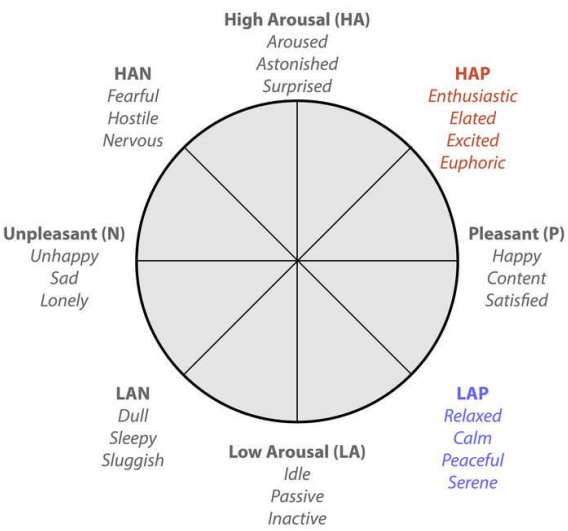 High Arousal (HA)
Aroused
Astonished
Surprised
HAN
Fearful
Hostile
Nervous
HAP
Enthusiastic
Elated
Excited
Euphoric
Unpleasant (N)
Unhappy
Sad
Lonely
Pleasant (P)
Happy
Content
Satisfied
LAN
Dull
Sleepy
Sluggish
LAP
Relaxed
Calm
Peaceful
Serene
Low Arousal (LA)
Idle
Passive
Inactive